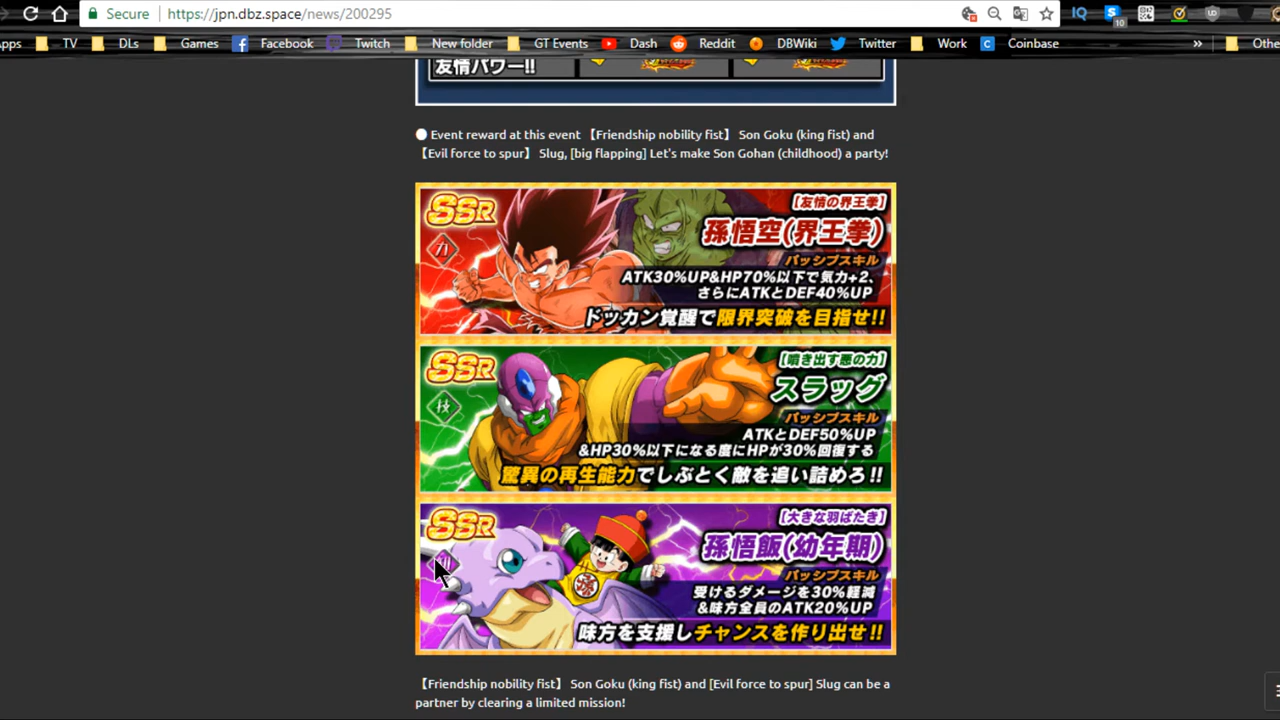 Secure https://jpn.dbz.space/news/200295
IQ S 10
pps TV DLs Games Facebook Twitch New folder GT Events Dash Reddit DBWiki Twitter Work Coinbase » Othe
友情パワー!!
● Event reward at this event 【Friendship nobility fist】 Son Goku (king fist) and
【Evil force to spur】 Slug, [big flapping] Let's make Son Gohan (childhood) a party!
SSR
力
[友情の界王拳]
孫悟空(界王拳)
パッシブスキル
ATK30%UP&HP70%以下で気力+2、
さらにATKとDEF40%UP
ドッカン覚醒で限界突破を目指せ!!
SSR
技
[噴き出す悪の力]
スラッグ
パッシブスキル
ATKとDEF50%UP
&HP30%以下になる度にHPが30%回復する
驚異の再生能力でしぶとく敵を追い詰めろ!!
SSR
[大きな羽ばたき]
孫悟飯(幼年期)
パッシブスキル
受けるダメージを30%軽減
&味方全員のATK20%UP
味方を支援しチャンスを作り出せ!!
【Friendship nobility fist】 Son Goku (king fist) and [Evil force to spur] Slug can be a
partner by clearing a limited mission!